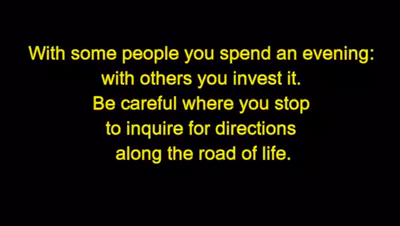 With some people you spend an evening:
with others you invest it.
Be careful where you stop
to inquire for directions
along the road of life.